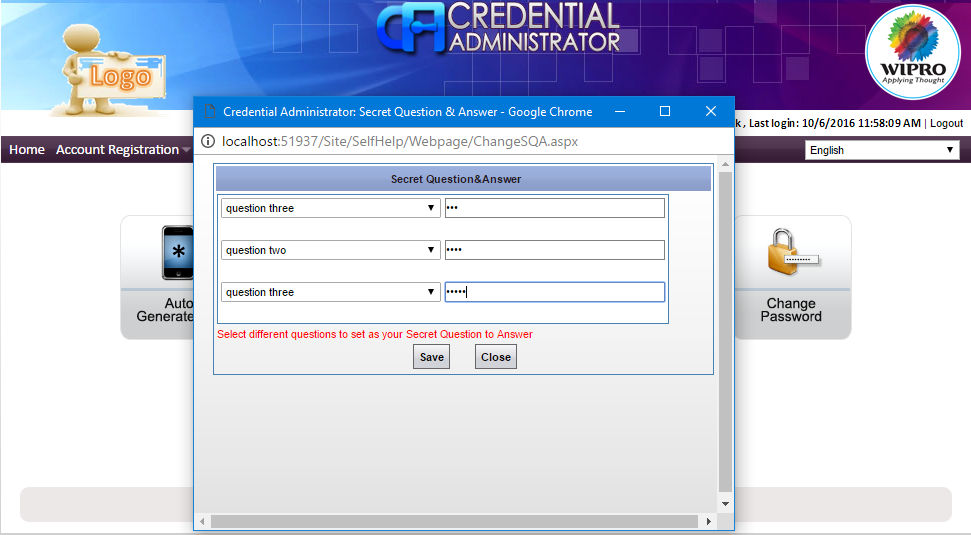 CREDENTIAL
ADMINISTRATOR
Logo
WIPRO
Applying Thought
Credential Administrator: Secret Question & Answer - Google Chrome
k , Last login: 10/6/2016 11:58:09 AM | Logout
localhost:51937/Site/SelfHelp/Webpage/ChangeSQA.aspx
Home Account Registration
English
Secret Question&Answer
question three
question two
question three
Select different questions to set as your Secret Question to Answer
Save Close
Auto
Generate
Change
Password